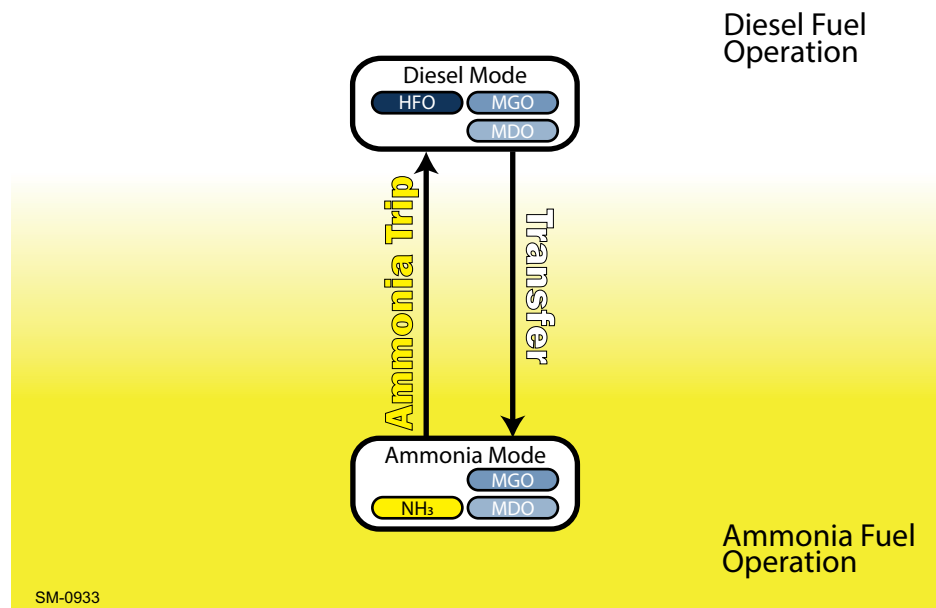 Diesel Fuel
Operation
Diesel Mode
HFO
MGO
MDO
Ammonia Trip
Transfer
Ammonia Mode
MGO
NH₃
MDO
Ammonia Fuel
Operation
SM-0933